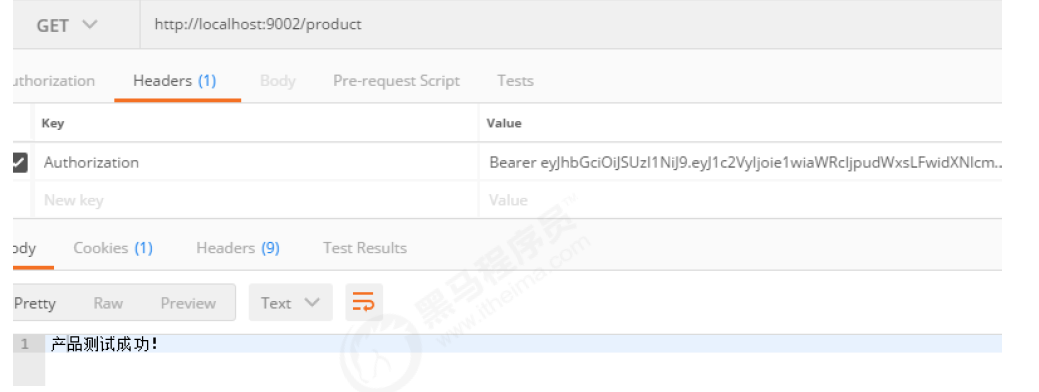 GET http://localhost:9002/product
uthorization Headers (1) Body Pre-request Script Tests
Key Value
Authorization Bearer eyJhbGciOiJSUzI1NiJ9.eyJ1c2VyIjoie1wiaWRcIjpudWxsLFwidXNlcm...
New key Value
ody Cookies (1) Headers (9) Test Results
Pretty Raw Preview Text
1 产品测试成功!
黑马程序员
www.itheima.com